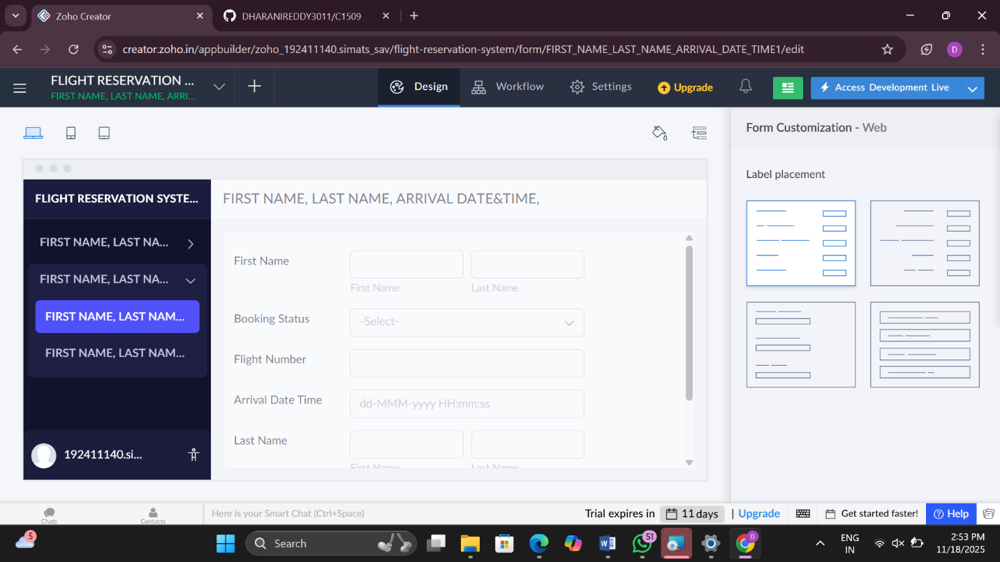 Zoho Creator
DHARANIREDDY3011/C1509
creator.zoho.in/appbuilder/zoho_192411140.simats_sav/flight-reservation-system/form/FIRST_NAME_LAST_NAME_ARRIVAL_DATE_TIME1/edit
D
FLIGHT RESERVATION ...
FIRST NAME, LAST NAME, ARRI...
Design
Workflow
Settings
Upgrade
Access Development Live
Form Customization - Web
Label placement
FLIGHT RESERVATION SYSTE...
FIRST NAME, LAST NAME, ARRIVAL DATE&TIME,
FIRST NAME, LAST NA...
FIRST NAME, LAST NA...
FIRST NAME, LAST NAM...
FIRST NAME, LAST NAM...
192411140.si...
First Name
First Name Last Name
Booking Status -Select-
Flight Number
Arrival Date Time dd-MMM-yyyy HH:mm:ss
Last Name
First Name Last Name
Chats
Contacts
Here is your Smart Chat (Ctrl+Space)
Trial expires in 11 days | Upgrade
Get started faster!
Help
5
Search
51
D
ENG
IN
2:53 PM
11/18/2025